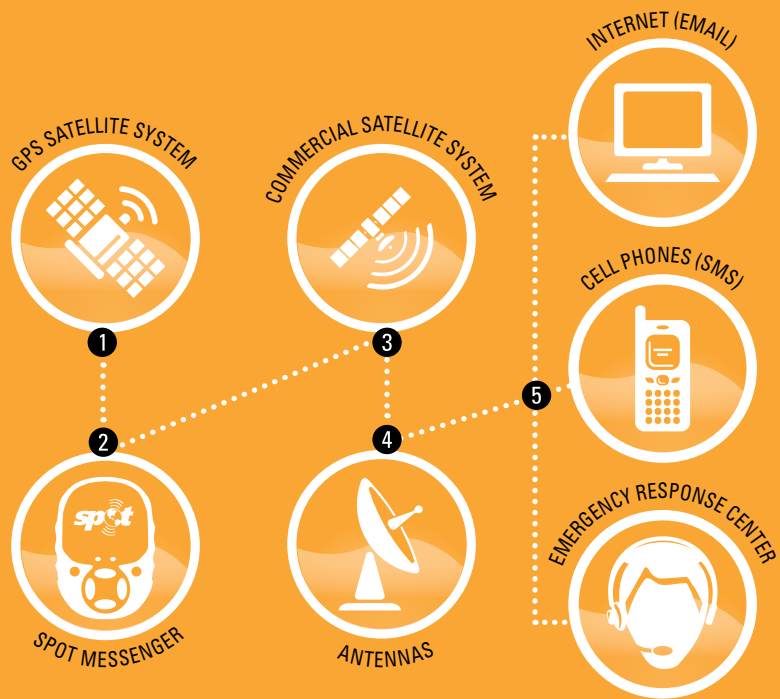 INTERNET (EMAIL)
GPS SATELLITE SYSTEM
COMMERCIAL SATELLITE SYSTEM
CELL PHONES (SMS)
1
3
5
2
4
spot
EMERGENCY RESPONSE CENTER
SPOT MESSENGER
ANTENNAS